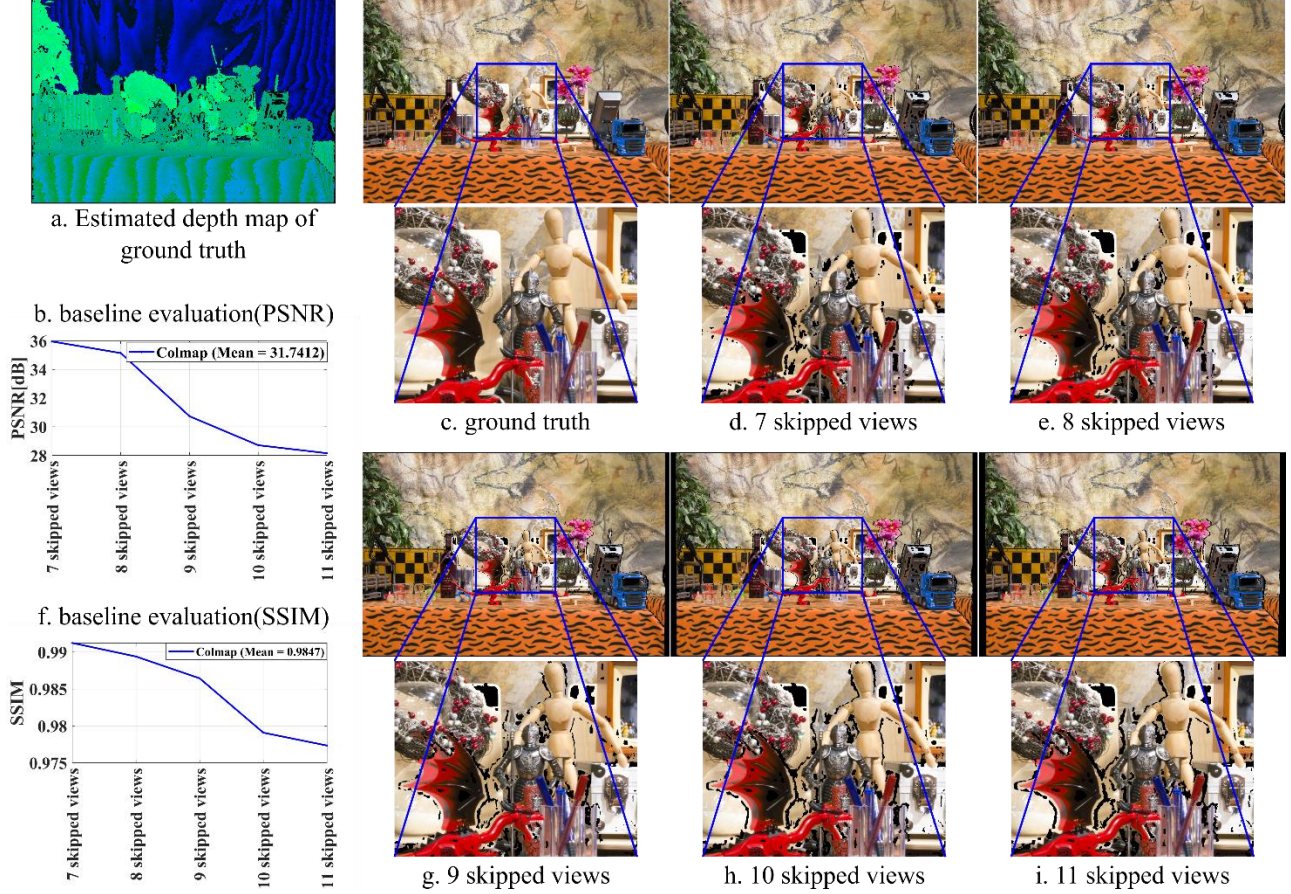 a. Estimated depth map of
ground truth
b. baseline evaluation(PSNR)
Colmap (Mean = 31.7412)
PSNR[dB]
36
34
32
30
28
7 skipped views
8 skipped views
9 skipped views
10 skipped views
11 skipped views
c. ground truth
d. 7 skipped views
e. 8 skipped views
f. baseline evaluation(SSIM)
Colmap (Mean = 0.9847)
SSIM
0.99
0.985
0.98
0.975
7 skipped views
8 skipped views
9 skipped views
10 skipped views
11 skipped views
g. 9 skipped views
h. 10 skipped views
i. 11 skipped views